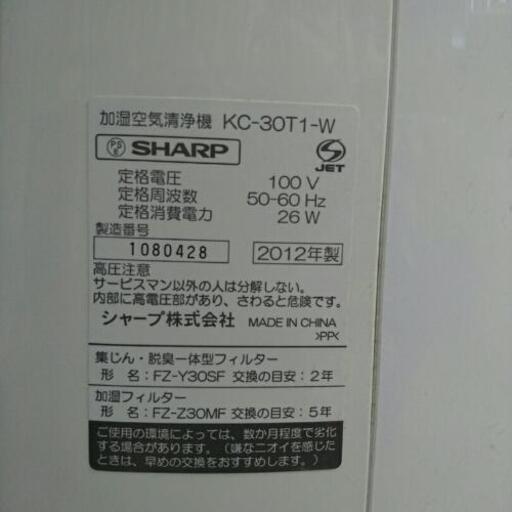 加湿空気清浄機 KC-30T1-W
PS E SHARP
JET
定格電圧 100 V
定格周波数 50-60 Hz
定格消費電力 26 W
製造番号
1080428 2012年製
高圧注意
サービスマン以外の人は分解しない。
内部に高電圧部があり、さわると危険です。
シャープ株式会社 MADE IN CHINA
>PP<
集じん・脱臭一体型フィルター
形 名:FZ-Y30SF 交換の目安:2年
加湿フィルター
形 名:FZ-Z30MF 交換の目安:5年
ご使用の環境によっては、数か月程度で劣化
する場合があります。(嫌なニオイを感じた
ときは、早めの交換をおすすめします。)